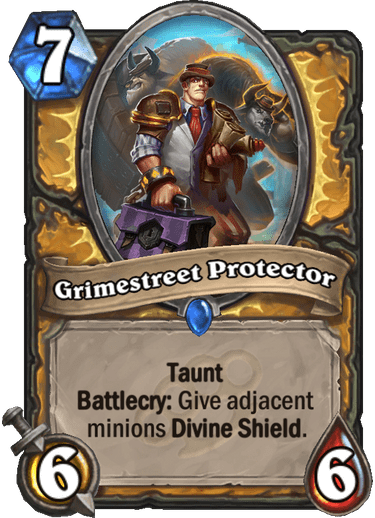 7
Grimestreet Protector
Taunt
Battlecry: Give adjacent
minions Divine Shield.
6
6